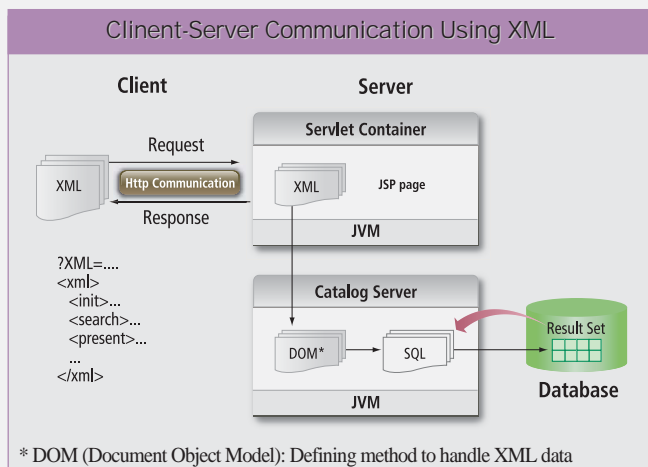 Clinent-Server Communication Using XML
Client
Server
Servlet Container
Request
XML
Http Communication
XML
JSP page
Response
JVM
?XML=....
<xml>
<init>...
<search>...
<present>...
...
</xml>
Catalog Server
DOM*
SQL
Result Set
Database
JVM
* DOM (Document Object Model): Defining method to handle XML data